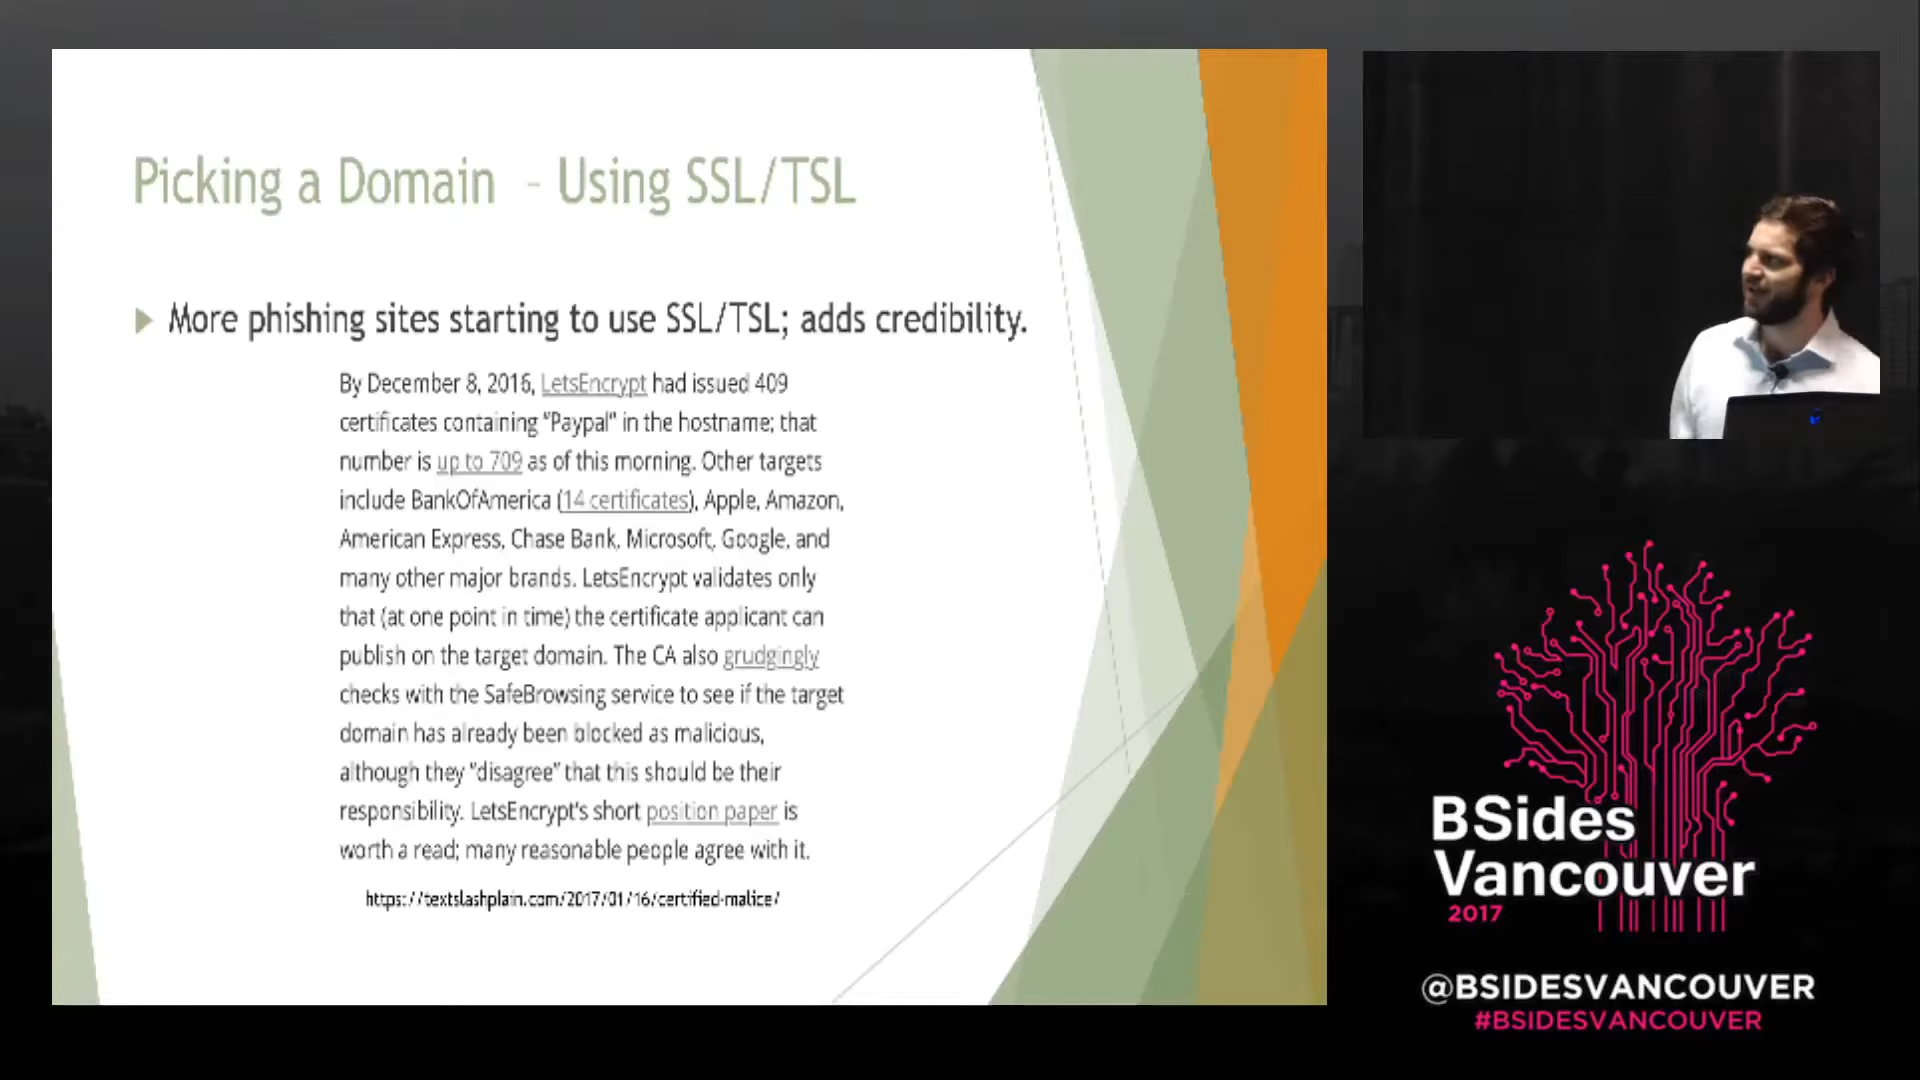 Picking a Domain - Using SSL/TSL
More phishing sites starting to use SSL/TSL; adds credibility.
By December 8, 2016, LetsEncrypt had issued 409
certificates containing "Paypal" in the hostname; that
number is up to 709 as of this morning. Other targets
include BankOfAmerica (14 certificates), Apple, Amazon,
American Express, Chase Bank, Microsoft, Google, and
many other major brands. LetsEncrypt validates only
that (at one point in time) the certificate applicant can
publish on the target domain. The CA also grudgingly
checks with the SafeBrowsing service to see if the target
domain has already been blocked as malicious,
although they "disagree" that this should be their
responsibility. LetsEncrypt's short position paper is
worth a read; many reasonable people agree with it.
https://textslashplain.com/2017/01/16/certified-malice/
BSides
Vancouver
2017
@BSIDESVANCOUVER
#BSIDESVANCOUVER